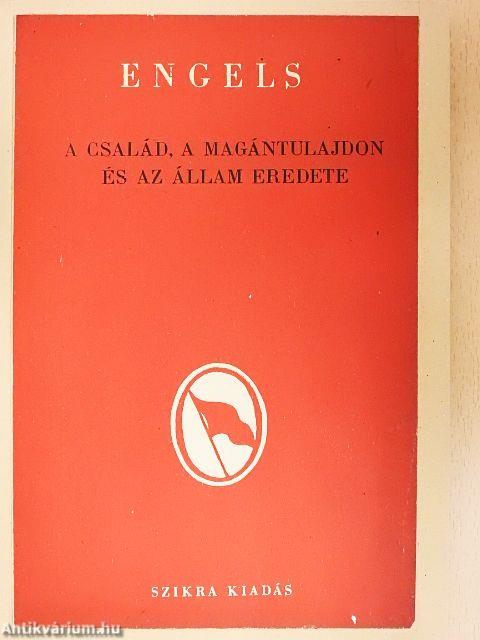 ENGELS
A CSALÁD, A MAGÁNTULAJDON
ÉS AZ ÁLLAM EREDETE
SZIKRA KIADÁS
Antikvárium.hu